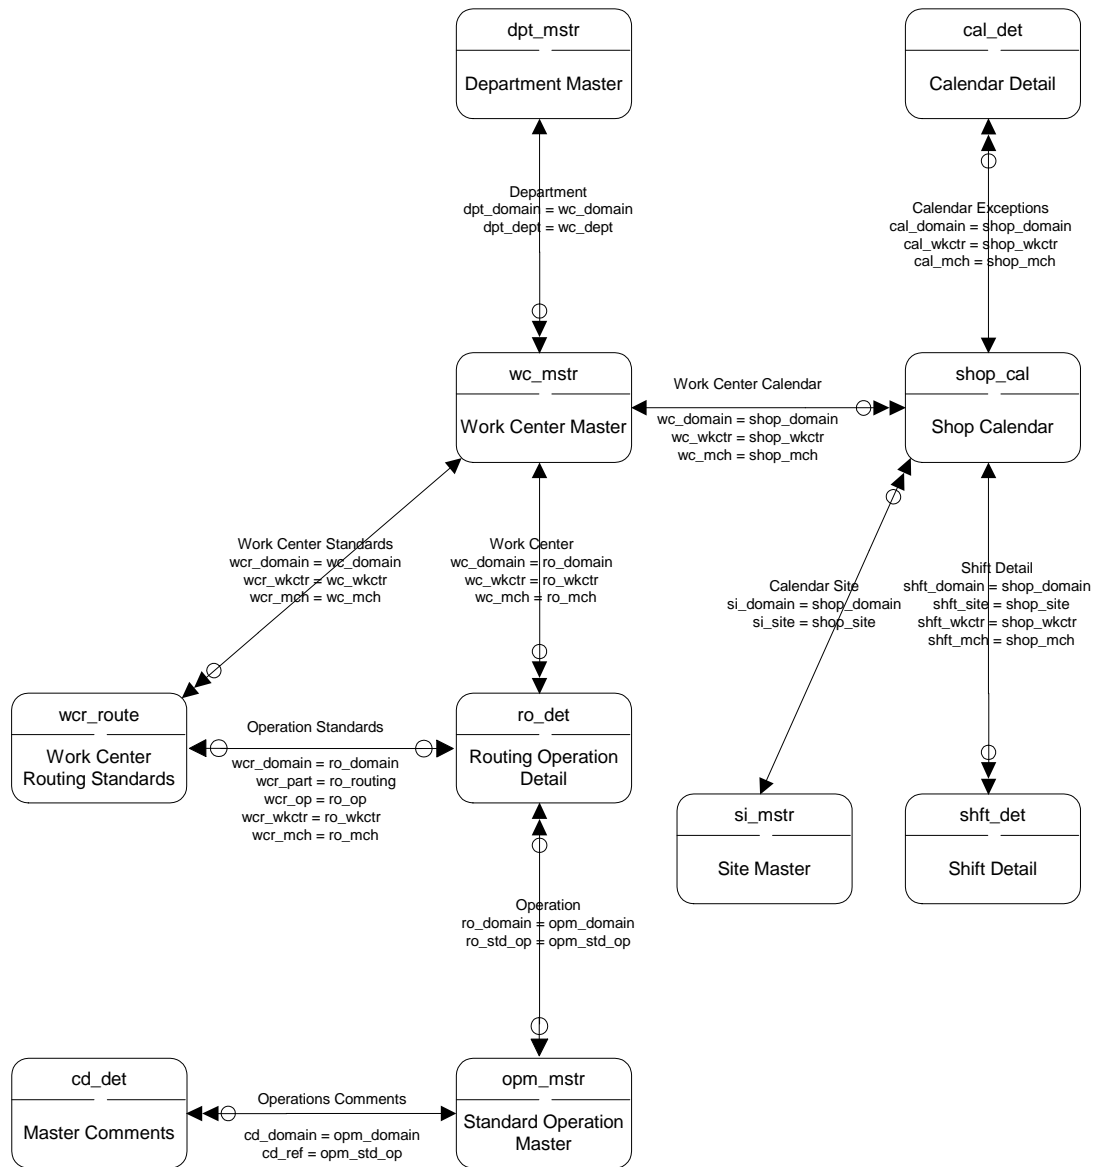 dpt_mstr
Department Master
cal_det
Calendar Detail
Department
dpt_domain = wc_domain
dpt_dept = wc_dept
Calendar Exceptions
cal_domain = shop_domain
cal_wkctr = shop_wkctr
cal_mch = shop_mch
wc_mstr
Work Center Master
Work Center Calendar
wc_domain = shop_domain
wc_wkctr = shop_wkctr
wc_mch = shop_mch
shop_cal
Shop Calendar
Work Center Standards
wcr_domain = wc_domain
wcr_wkctr = wc_wkctr
wcr_mch = wc_mch
Work Center
wc_domain = ro_domain
wc_wkctr = ro_wkctr
wc_mch = ro_mch
Calendar Site
si_domain = shop_domain
si_site = shop_site
Shift Detail
shft_domain = shop_domain
shft_site = shop_site
shft_wkctr = shop_wkctr
shft_mch = shop_mch
wcr_route
Work Center
Routing Standards
Operation Standards
wcr_domain = ro_domain
wcr_part = ro_routing
wcr_op = ro_op
wcr_wkctr = ro_wkctr
wcr_mch = ro_mch
ro_det
Routing Operation
Detail
si_mstr
Site Master
shft_det
Shift Detail
Operation
ro_domain = opm_domain
ro_std_op = opm_std_op
cd_det
Master Comments
Operations Comments
cd_domain = opm_domain
cd_ref = opm_std_op
opm_mstr
Standard Operation
Master